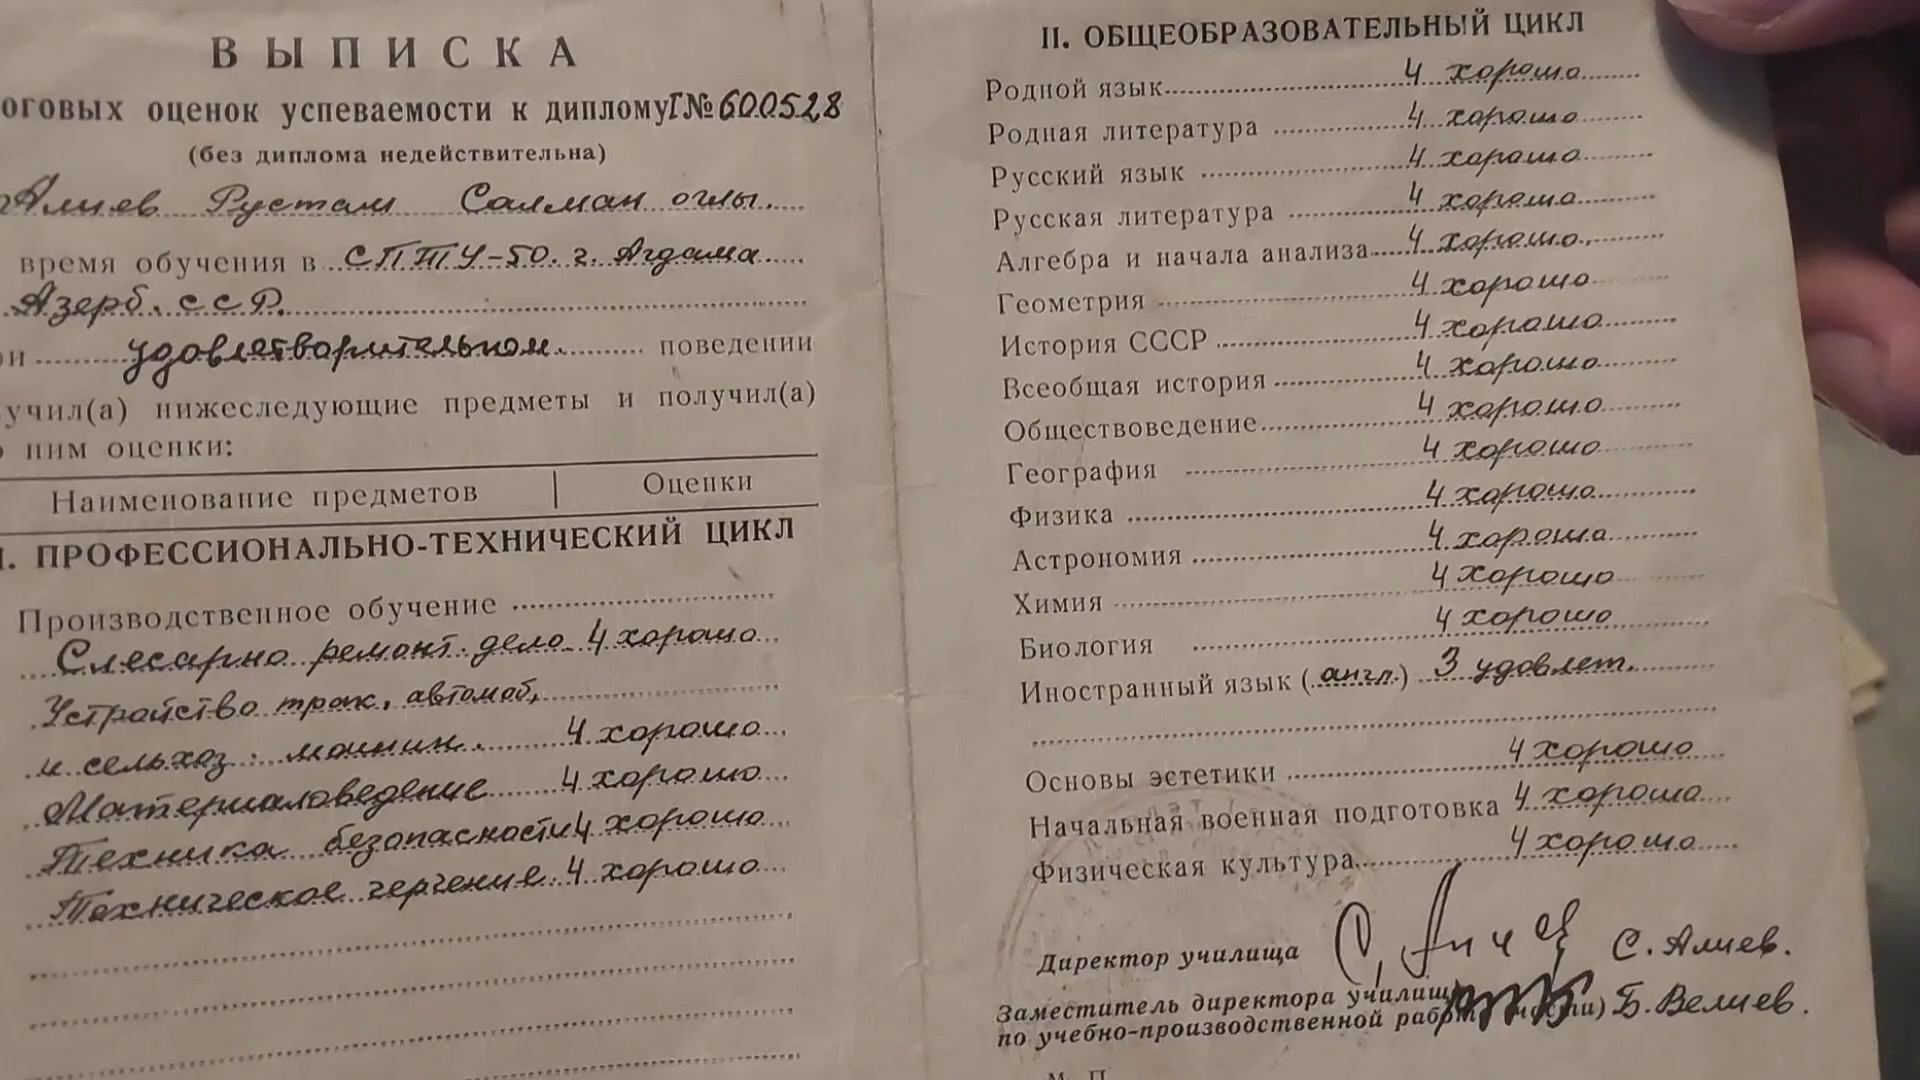 ВЫПИСКА
оговых оценок успеваемости к диплому Г№600528
(без диплома недействительна)
Алиев Рустам Салман оглы.
время обучения в СПТУ-50. г. Агдама
Азерб. ССР.
ри удовлетворительном. поведении
учил(а) нижеследующие предметы и получил(а)
о ним оценки:
Наименование предметов Оценки
I. ПРОФЕССИОНАЛЬНО-ТЕХНИЧЕСКИЙ ЦИКЛ
Производственное обучение
Слесарно ремонт. дело 4 хорошо
Устройство трак., автомоб,
и сельхоз. машин. 4 хорошо
Материаловедение 4 хорошо
Техника безопасности 4 хорошо
Техническое черчение. 4 хорошо
II. ОБЩЕОБРАЗОВАТЕЛЬНЫЙ ЦИКЛ
Родной язык 4 хорошо
Родная литература 4 хорошо
Русский язык 4 хорошо
Русская литература 4 хорошо
Алгебра и начала анализа 4 хорошо
Геометрия 4 хорошо
История СССР 4 хорошо
Всеобщая история 4 хорошо
Обществоведение 4 хорошо
География 4 хорошо
Физика 4 хорошо
Астрономия 4 хорошо
Химия 4 хорошо
Биология 4 хорошо
Иностранный язык (англ.) 3 удовлет.
Основы эстетики 4 хорошо
Начальная военная подготовка 4 хорошо
Физическая культура 4 хорошо
Директор училища С. Алиев.
Заместитель директора училища
по учебно-производственной работе (части) Б. Велиев.
М. П.